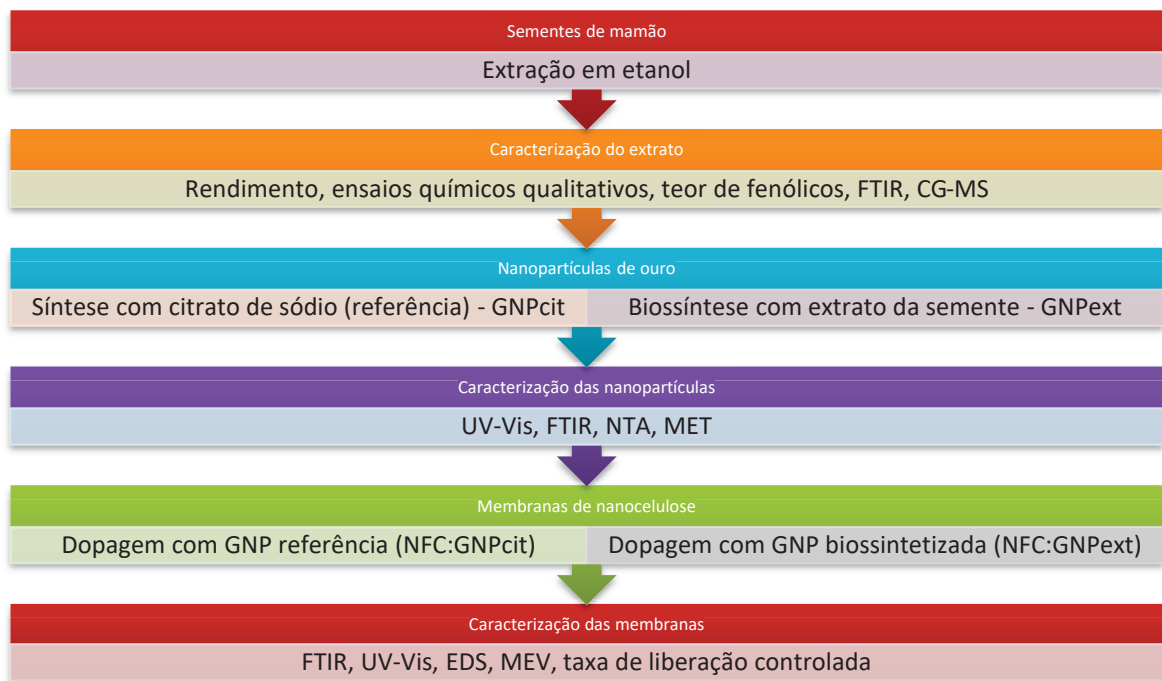 Sementes de mamão
Extração em etanol
Caracterização do extrato
Rendimento, ensaios químicos qualitativos, teor de fenólicos, FTIR, CG-MS
Nanopartículas de ouro
Síntese com citrato de sódio (referência) - GNPcit
Biossíntese com extrato da semente - GNPext
Caracterização das nanopartículas
UV-Vis, FTIR, NTA, MET
Membranas de nanocelulose
Dopagem com GNP referência (NFC:GNPcit)
Dopagem com GNP biossintetizada (NFC:GNPext)
Caracterização das membranas
FTIR, UV-Vis, EDS, MEV, taxa de liberação controlada